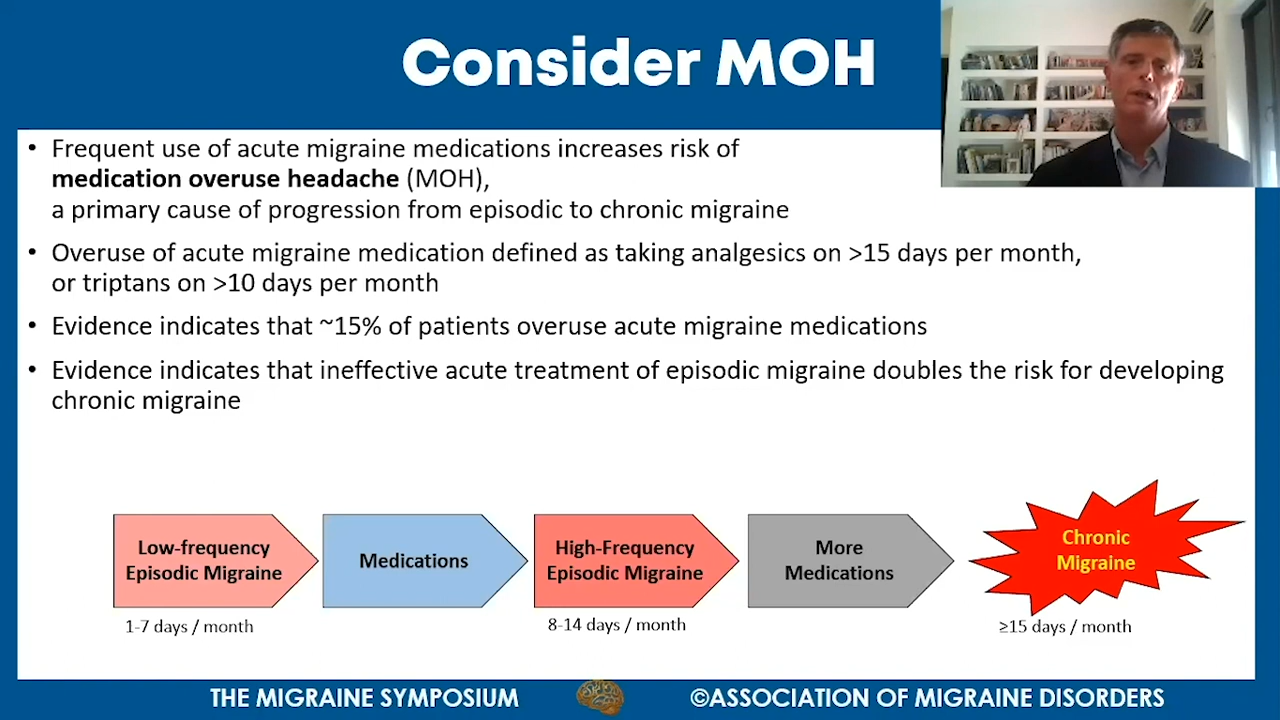 Consider MOH
• Frequent use of acute migraine medications increases risk of
medication overuse headache (MOH),
a primary cause of progression from episodic to chronic migraine
• Overuse of acute migraine medication defined as taking analgesics on >15 days per month,
or triptans on >10 days per month
• Evidence indicates that ~15% of patients overuse acute migraine medications
• Evidence indicates that ineffective acute treatment of episodic migraine doubles the risk for developing
chronic migraine
Low-frequency
Episodic Migraine
1-7 days / month
Medications
High-Frequency
Episodic Migraine
8-14 days / month
More
Medications
Chronic
Migraine
≥15 days / month
THE MIGRAINE SYMPOSIUM
©ASSOCIATION OF MIGRAINE DISORDERS